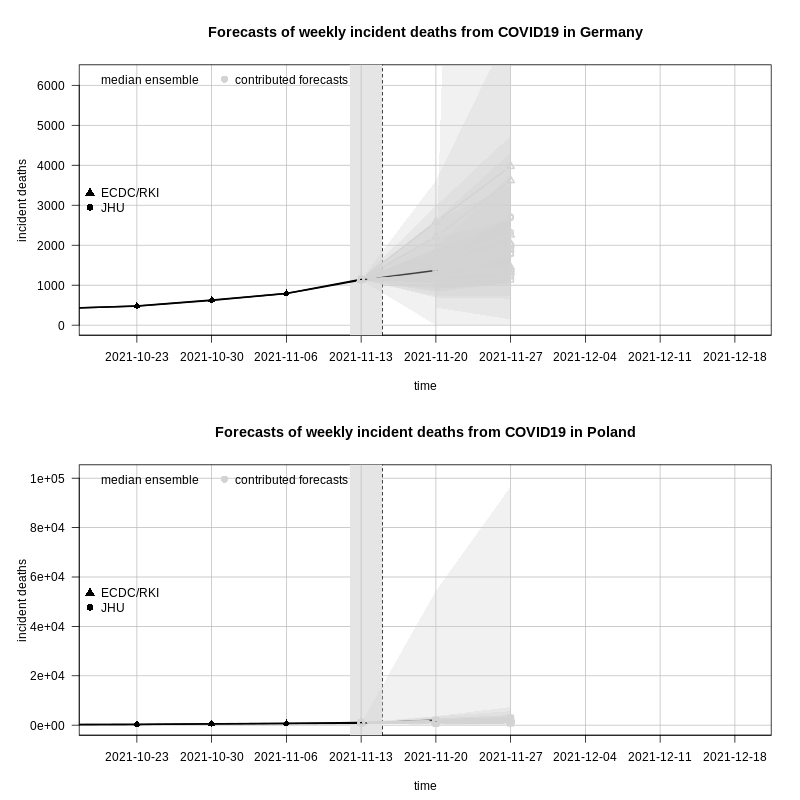 Forecasts of weekly incident deaths from COVID19 in Germany
median ensemble contributed forecasts
6000
5000
4000
3000
2000
1000
0
incident deaths
ECDC/RKI
JHU
2021-10-23 2021-10-30 2021-11-06 2021-11-13 2021-11-20 2021-11-27 2021-12-04 2021-12-11 2021-12-18
time
Forecasts of weekly incident deaths from COVID19 in Poland
median ensemble contributed forecasts
1e+05
8e+04
6e+04
4e+04
2e+04
0e+00
incident deaths
ECDC/RKI
JHU
2021-10-23 2021-10-30 2021-11-06 2021-11-13 2021-11-20 2021-11-27 2021-12-04 2021-12-11 2021-12-18
time